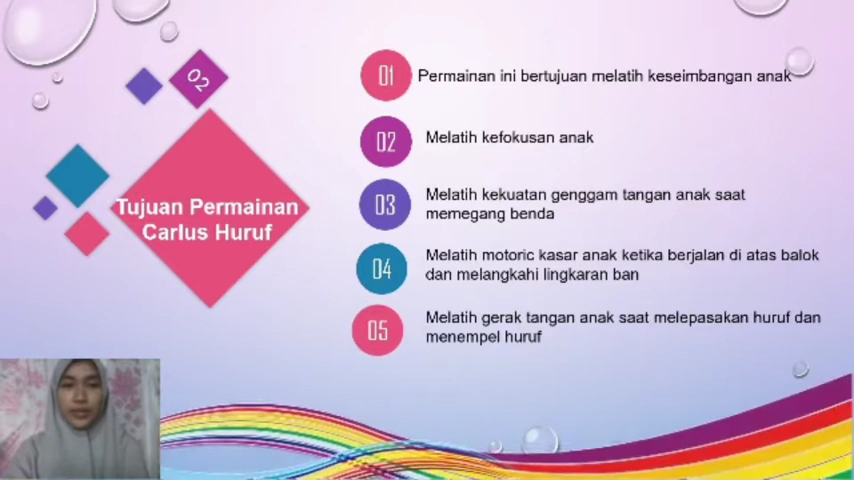 02
Tujuan Permainan
Carlus Huruf
01
Permainan ini bertujuan melatih keseimbangan anak
02
Melatih kefokusan anak
03
Melatih kekuatan genggam tangan anak saat
memegang benda
04
Melatih motoric kasar anak ketika berjalan di atas balok
dan melangkahi lingkaran ban
05
Melatih gerak tangan anak saat melepasakan huruf dan
menempel huruf